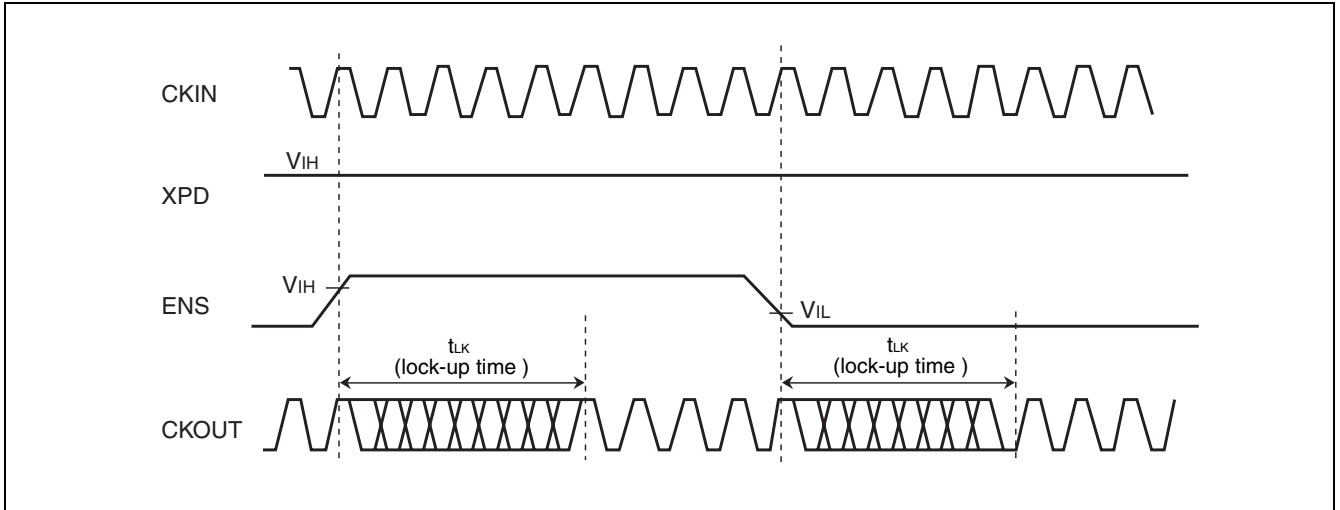 CKIN
VIH
XPD
VIH
ENS
VIL
tLK
(lock-up time )
tLK
(lock-up time )
CKOUT